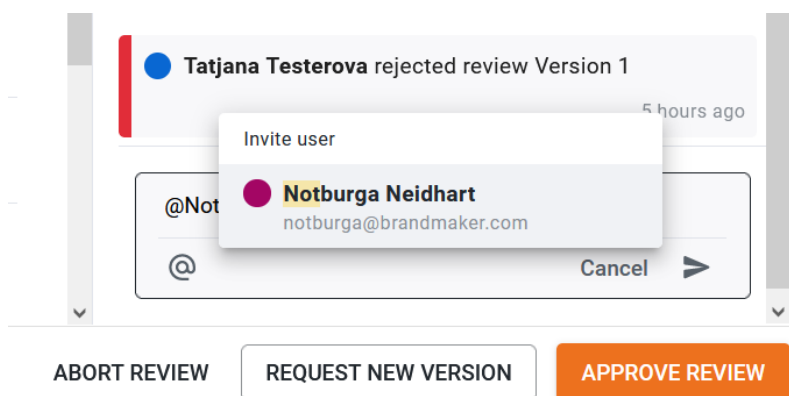 Tatjana Testerova rejected review Version 1
5 hours ago
Invite user
@Not
Notburga Neidhart
notburga@brandmaker.com
@
Cancel
ABORT REVIEW
REQUEST NEW VERSION
APPROVE REVIEW